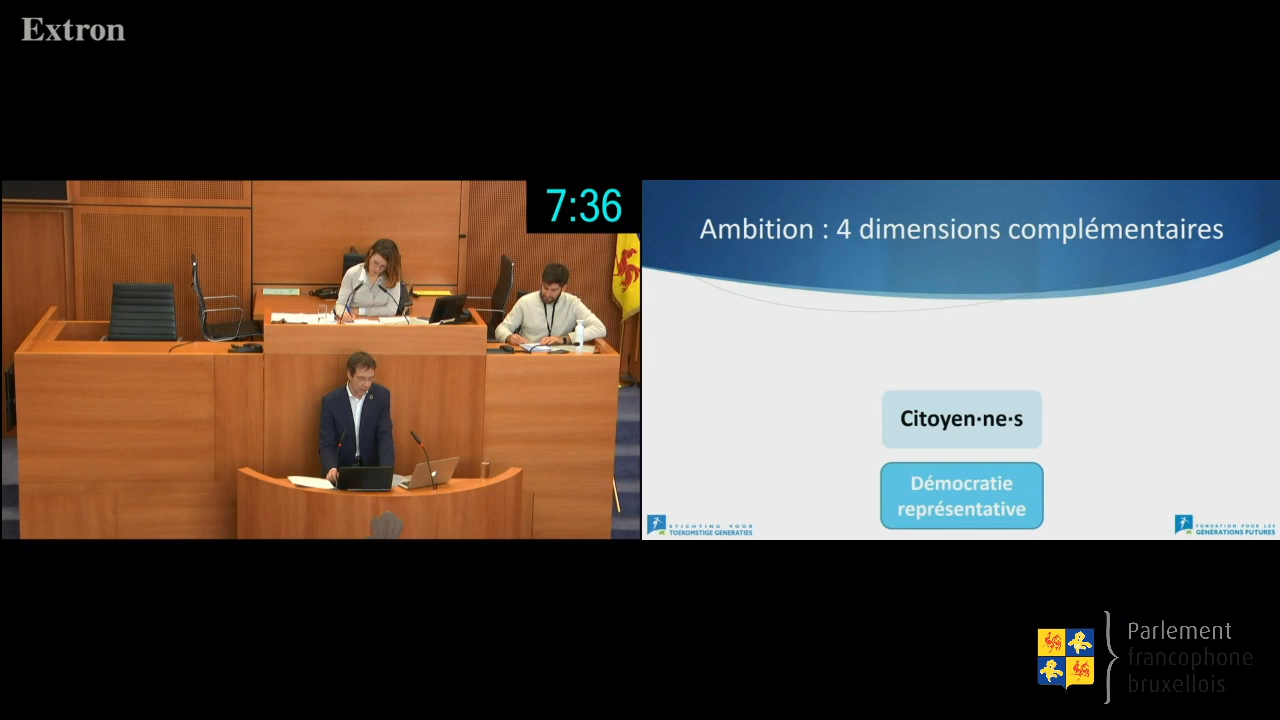 Extron
7:36
Ambition : 4 dimensions complémentaires
Citoyen·ne·s
Démocratie
représentative
STICHTING VOOR
TOEKOMSTIGE GENERATIES
FONDATION POUR LES
GÉNÉRATIONS FUTURES
Parlement
francophone
bruxellois